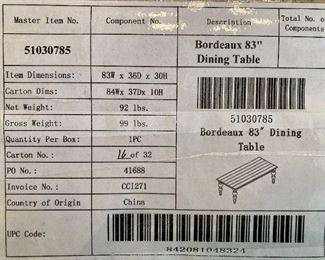 Master Item No. Component No. Description Total No. o
Components
51030785 Bordeaux 83"
Dining Table
Item Dimensions: 83W x 36D x 30H
Carton Dims: 84Wx 37Dx 10H
Net Weight: 92 lbs.
Gross Weight: 99 lbs.
Quantity Per Box: 1PC
Carton No.: 16 of 32
PO No.: 41688
Invoice No.: CC1271
Country of Origin China
UPC Code:
842081048324
51030785
Bordeaux 83" Dining
Table